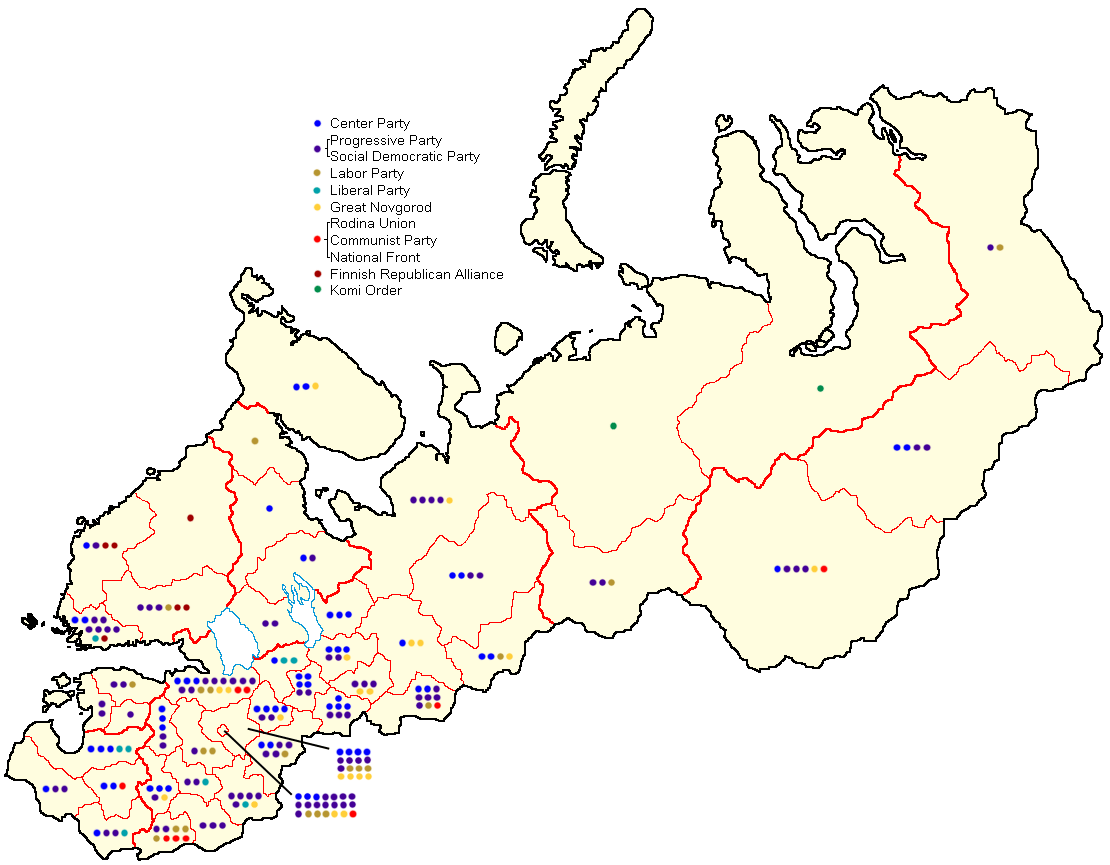 Center Party
Progressive Party
Social Democratic Party
Labor Party
Liberal Party
Great Novgorod
Rodina Union
Communist Party
National Front
Finnish Republican Alliance
Komi Order